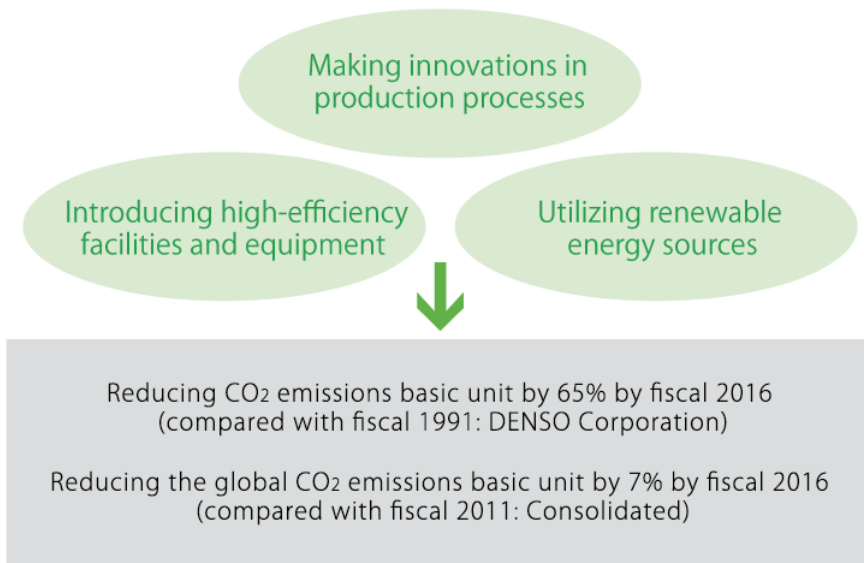 Making innovations in
production processes
Introducing high-efficiency
facilities and equipment
Utilizing renewable
energy sources
Reducing CO2 emissions basic unit by 65% by fiscal 2016
(compared with fiscal 1991: DENSO Corporation)
Reducing the global CO2 emissions basic unit by 7% by fiscal 2016
(compared with fiscal 2011: Consolidated)